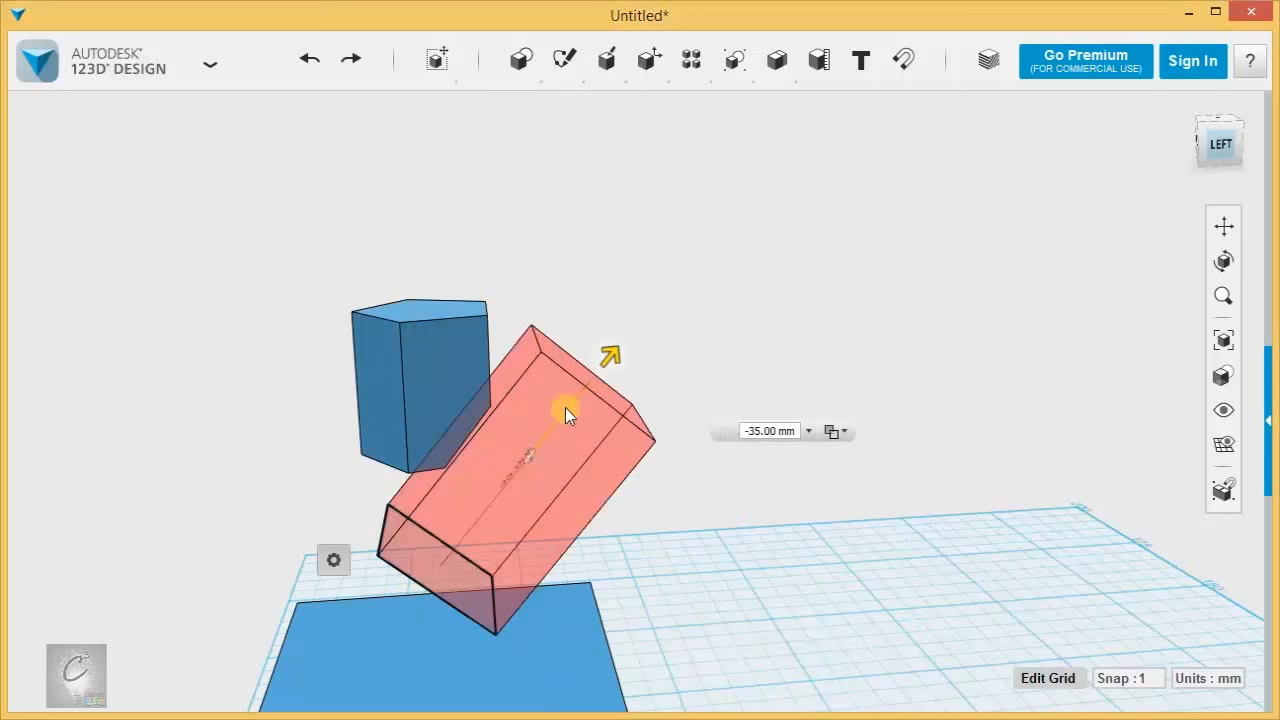 Untitled*
AUTODESK®
123D® DESIGN
Go Premium
(FOR COMMERCIAL USE)
Sign In
?
LEFT
-35.00 mm
Edit Grid
Snap : 1
Units : mm